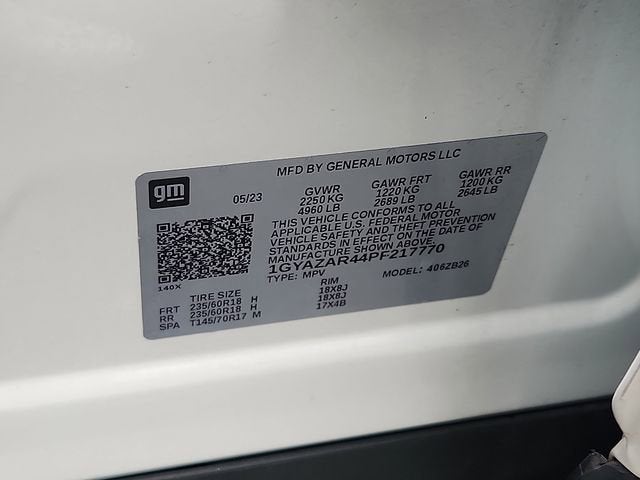 MFD BY GENERAL MOTORS LLC
gm
05/23
GVWR GAWR FRT GAWR RR
2250 KG 1220 KG 1200 KG
4960 LB 2689 LB 2645 LB
THIS VEHICLE CONFORMS TO ALL
APPLICABLE U.S. FEDERAL MOTOR
VEHICLE SAFETY AND THEFT PREVENTION
STANDARDS IN EFFECT ON THE DATE OF
MANUFACTURE SHOWN ABOVE.
1GYAZAR44PF217770
TYPE: MPV MODEL: 406ZB26
140X
TIRE SIZE RIM
FRT 235/60R18 H 18X8J
RR 235/60R18 H 18X8J
SPA T145/70R17 M 17X4B